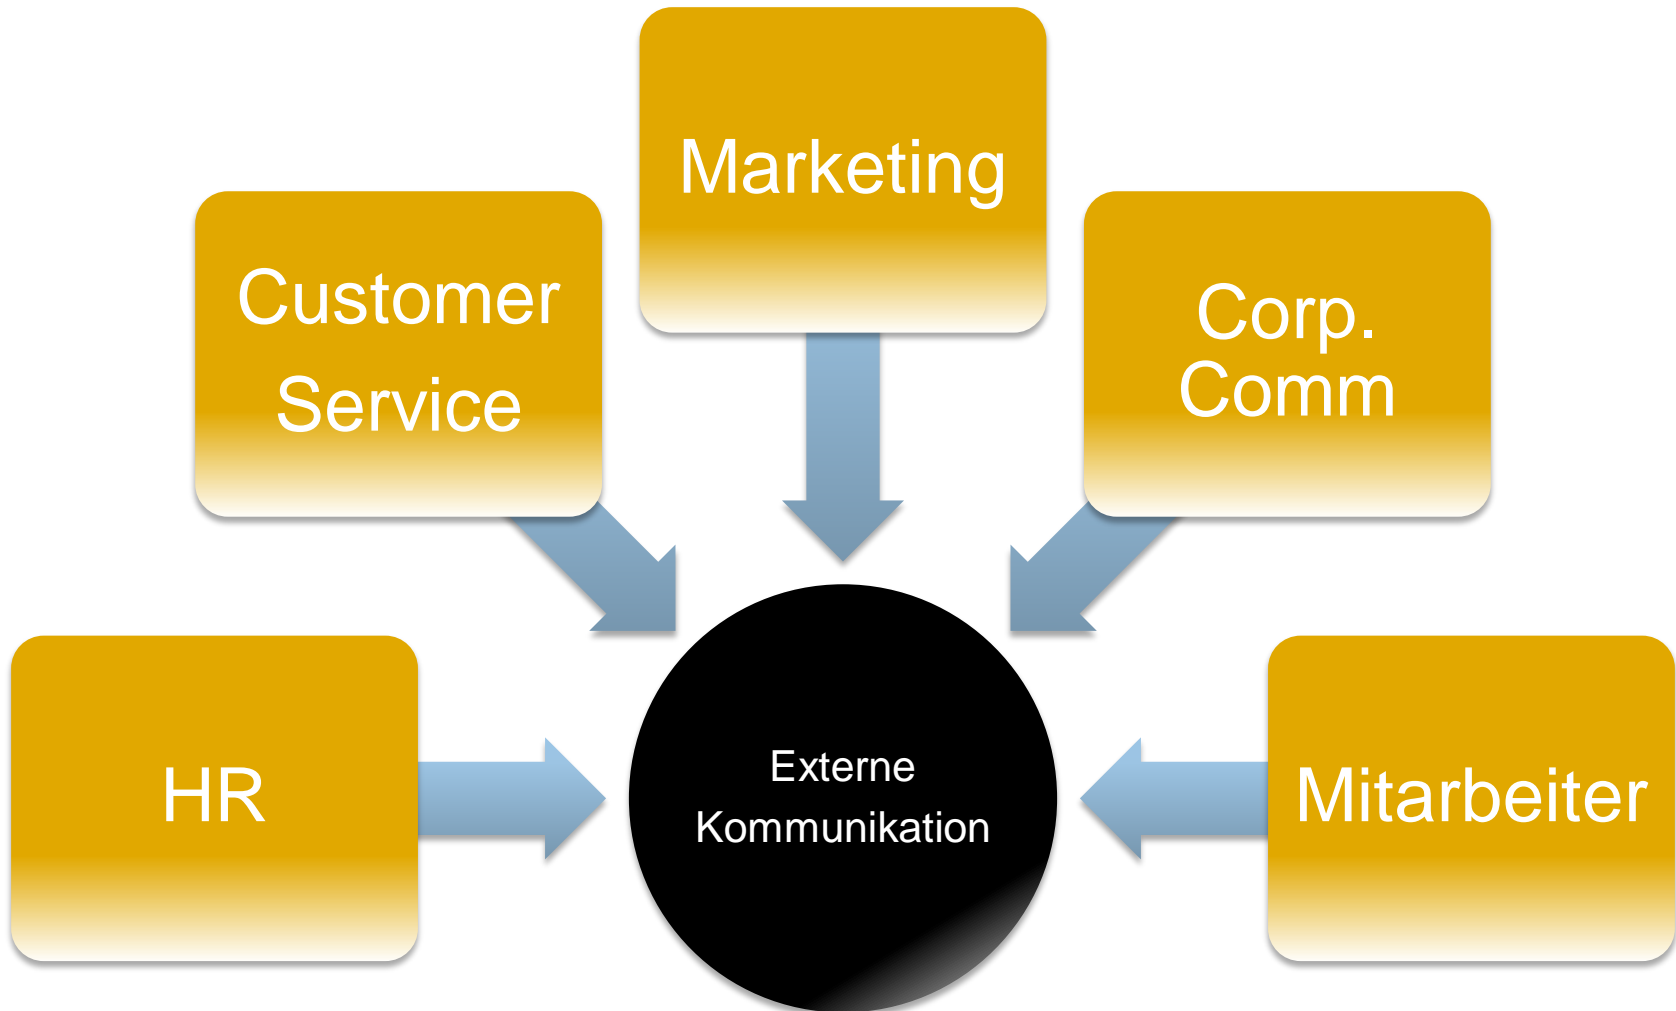 Marketing
Customer
Service
Corp.
Comm
HR
Externe
Kommunikation
Mitarbeiter